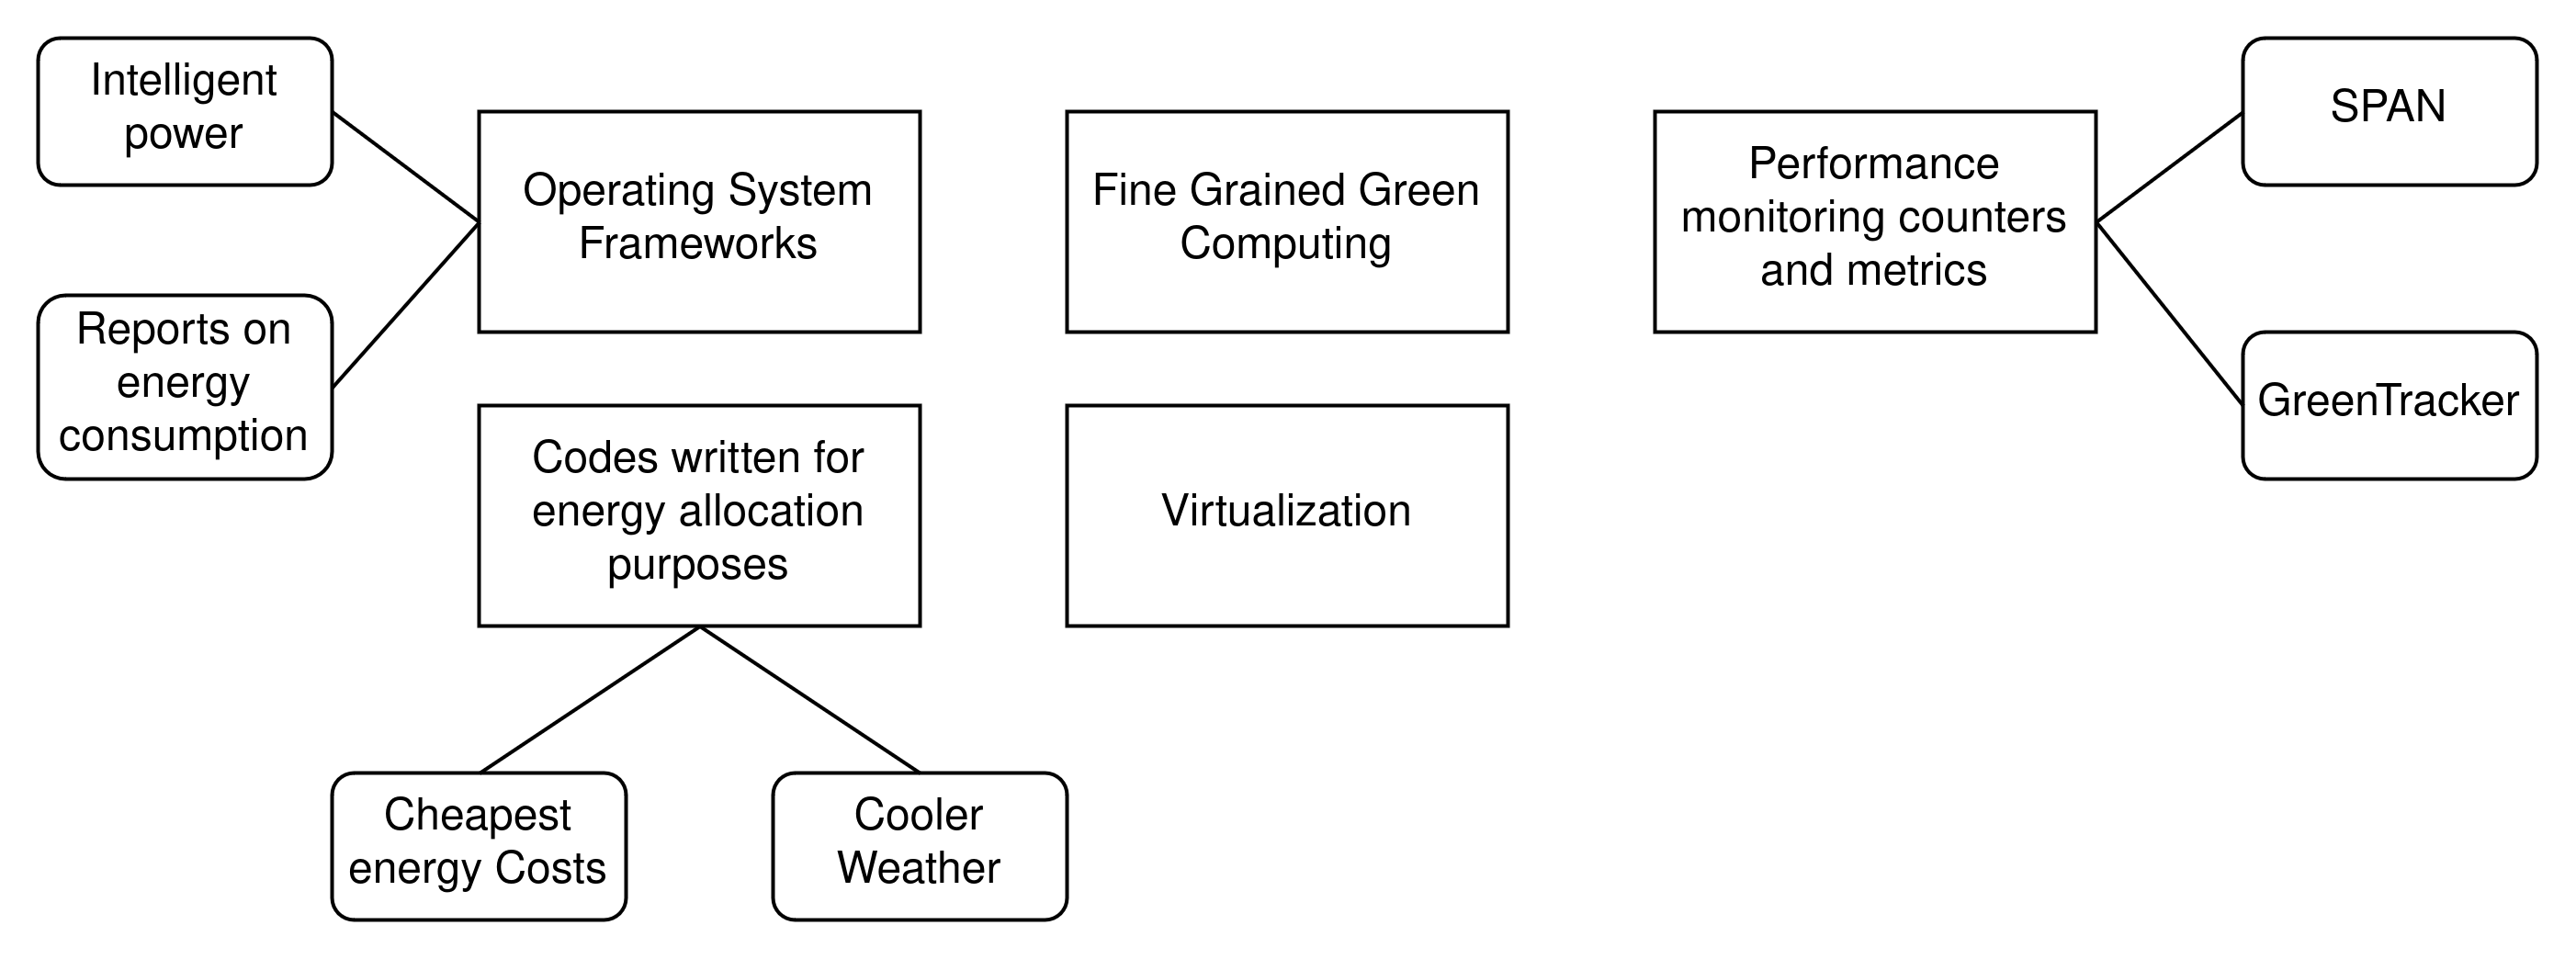 Intelligent
power
Operating System
Frameworks
Fine Grained Green
Computing
Performance
monitoring counters
and metrics
SPAN
Reports on
energy
consumption
GreenTracker
Codes written for
energy allocation
purposes
Virtualization
Cheapest
energy Costs
Cooler
Weather